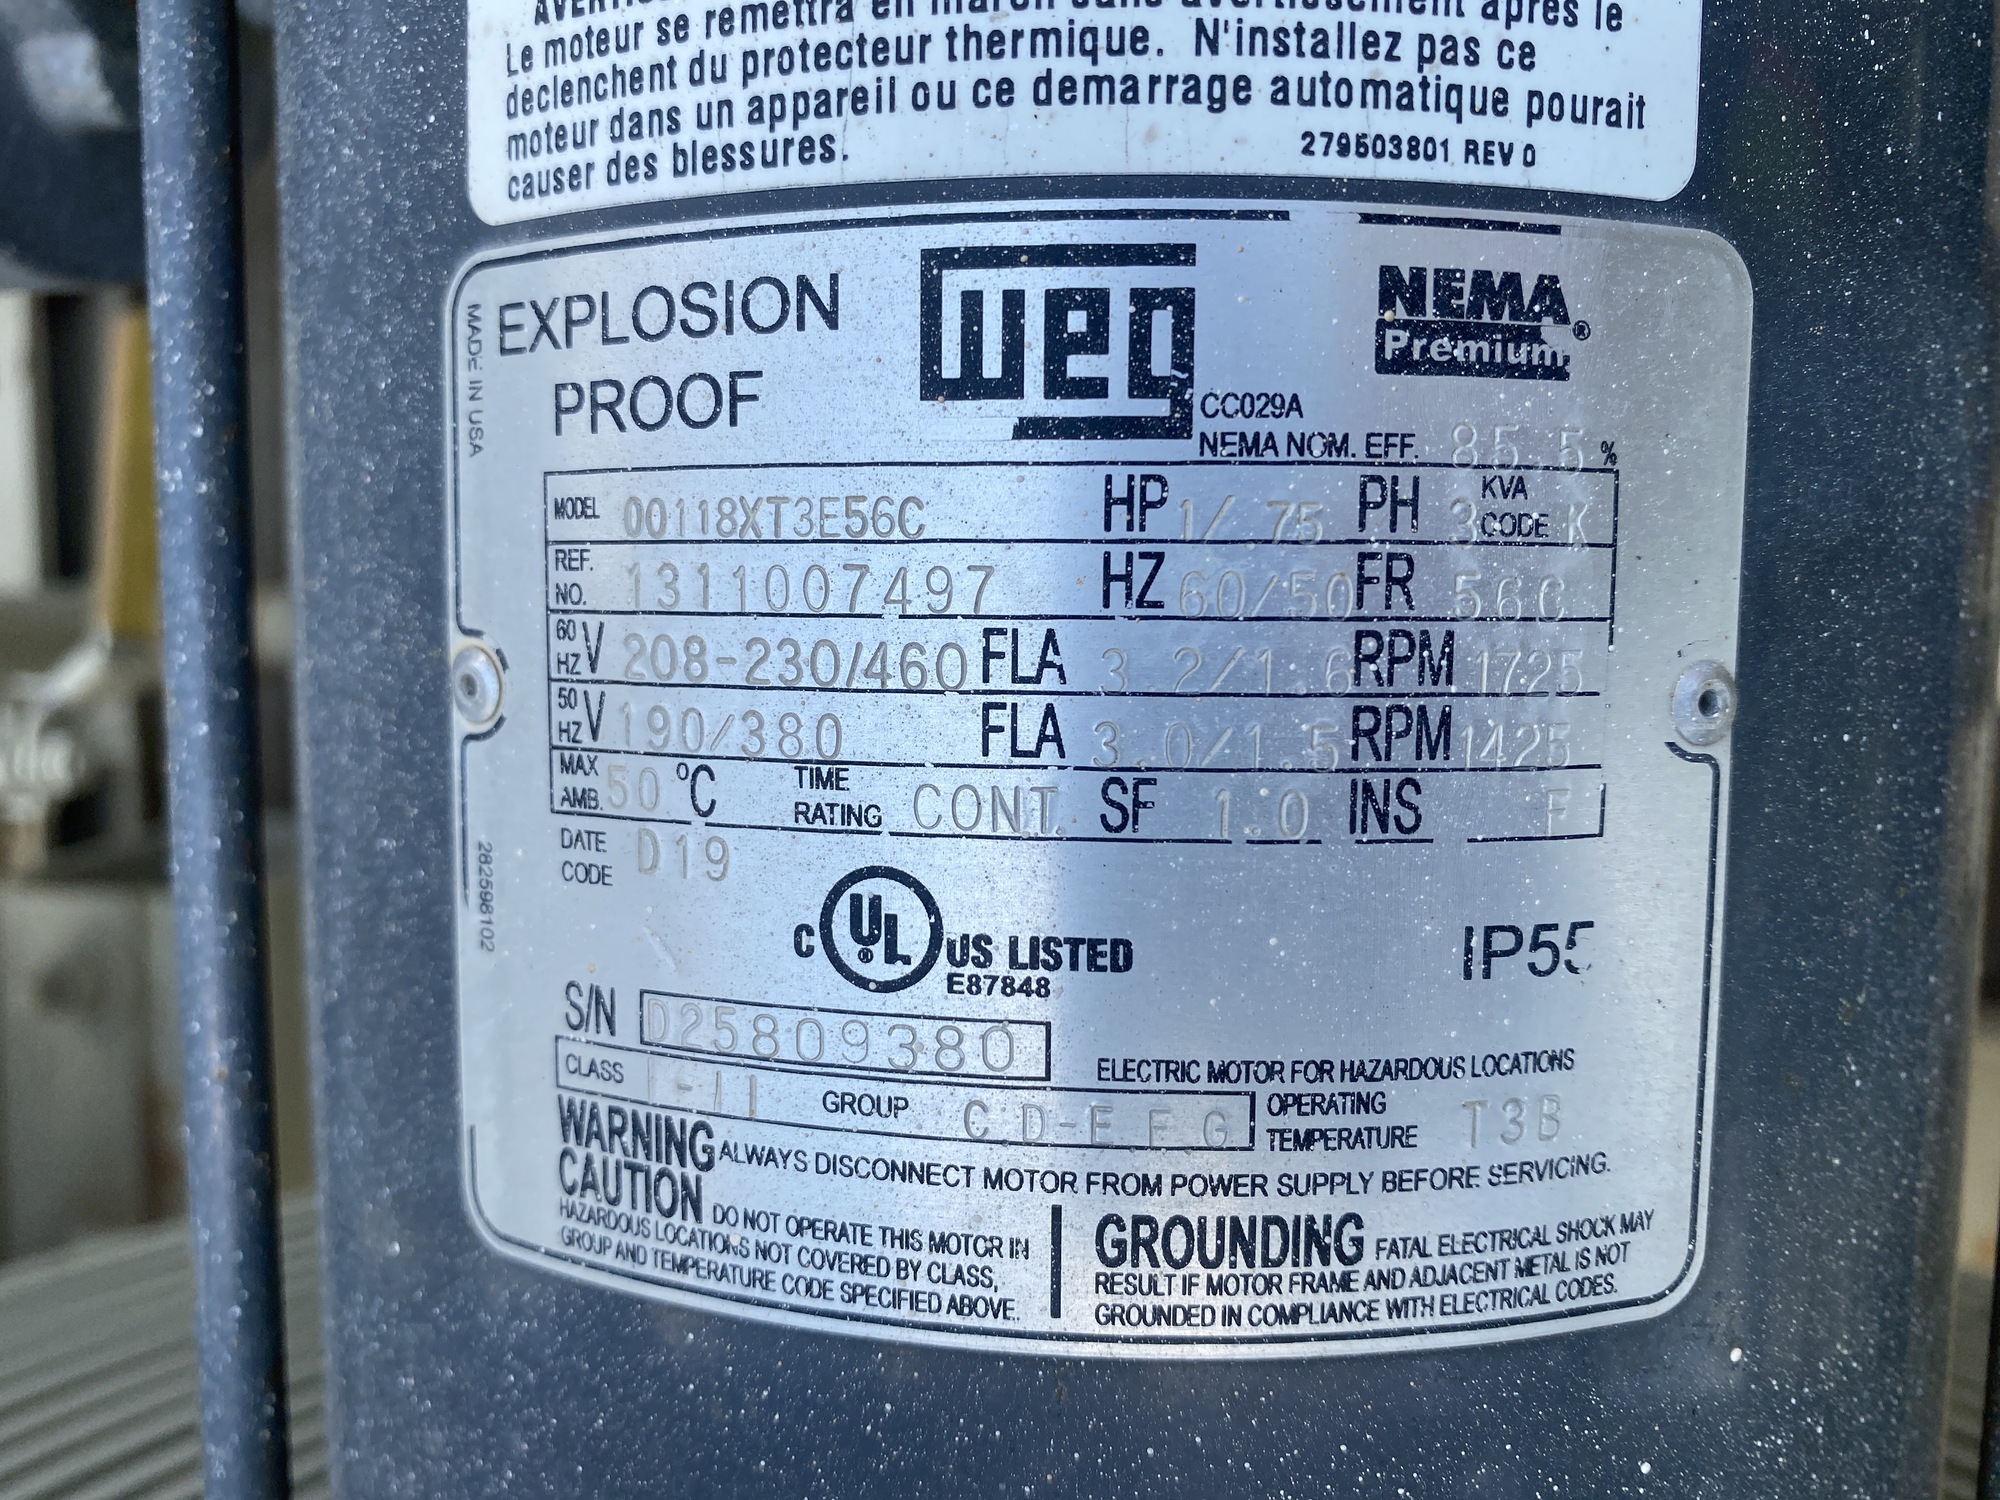 Le moteur se remettra en march sans avertissement après le
declenchent du protecteur thermique. N'installez pas ce
moteur dans un appareil ou ce demarrage automatique pourait
causer des blessures.
279503801 REV 0
MADE IN USA
EXPLOSION
PROOF
WEG
NEMA
Premium®
CC029A
NEMA NOM. EFF. 85.5 %
MODEL 00118XT3E56C HP 1/.75 PH 3 KVA CODE K
REF. NO. 1311007497 HZ 60/50 FR 56C
60 HZ V 208-230/460 FLA 3.2/1.6 RPM 1725
50 HZ V 190/380 FLA 3.0/1.5 RPM 1425
MAX AMB. 50 °C TIME RATING CONT. SF 1.0 INS F
DATE CODE D19
282598102
C UL® US LISTED
E87848
IP55
S/N D25809380
ELECTRIC MOTOR FOR HAZARDOUS LOCATIONS
CLASS I-II GROUP C D-E F G OPERATING TEMPERATURE T3B
WARNING ALWAYS DISCONNECT MOTOR FROM POWER SUPPLY BEFORE SERVICING.
CAUTION DO NOT OPERATE THIS MOTOR IN
HAZARDOUS LOCATIONS NOT COVERED BY CLASS,
GROUP AND TEMPERATURE CODE SPECIFIED ABOVE.
GROUNDING FATAL ELECTRICAL SHOCK MAY
RESULT IF MOTOR FRAME AND ADJACENT METAL IS NOT
GROUNDED IN COMPLIANCE WITH ELECTRICAL CODES.